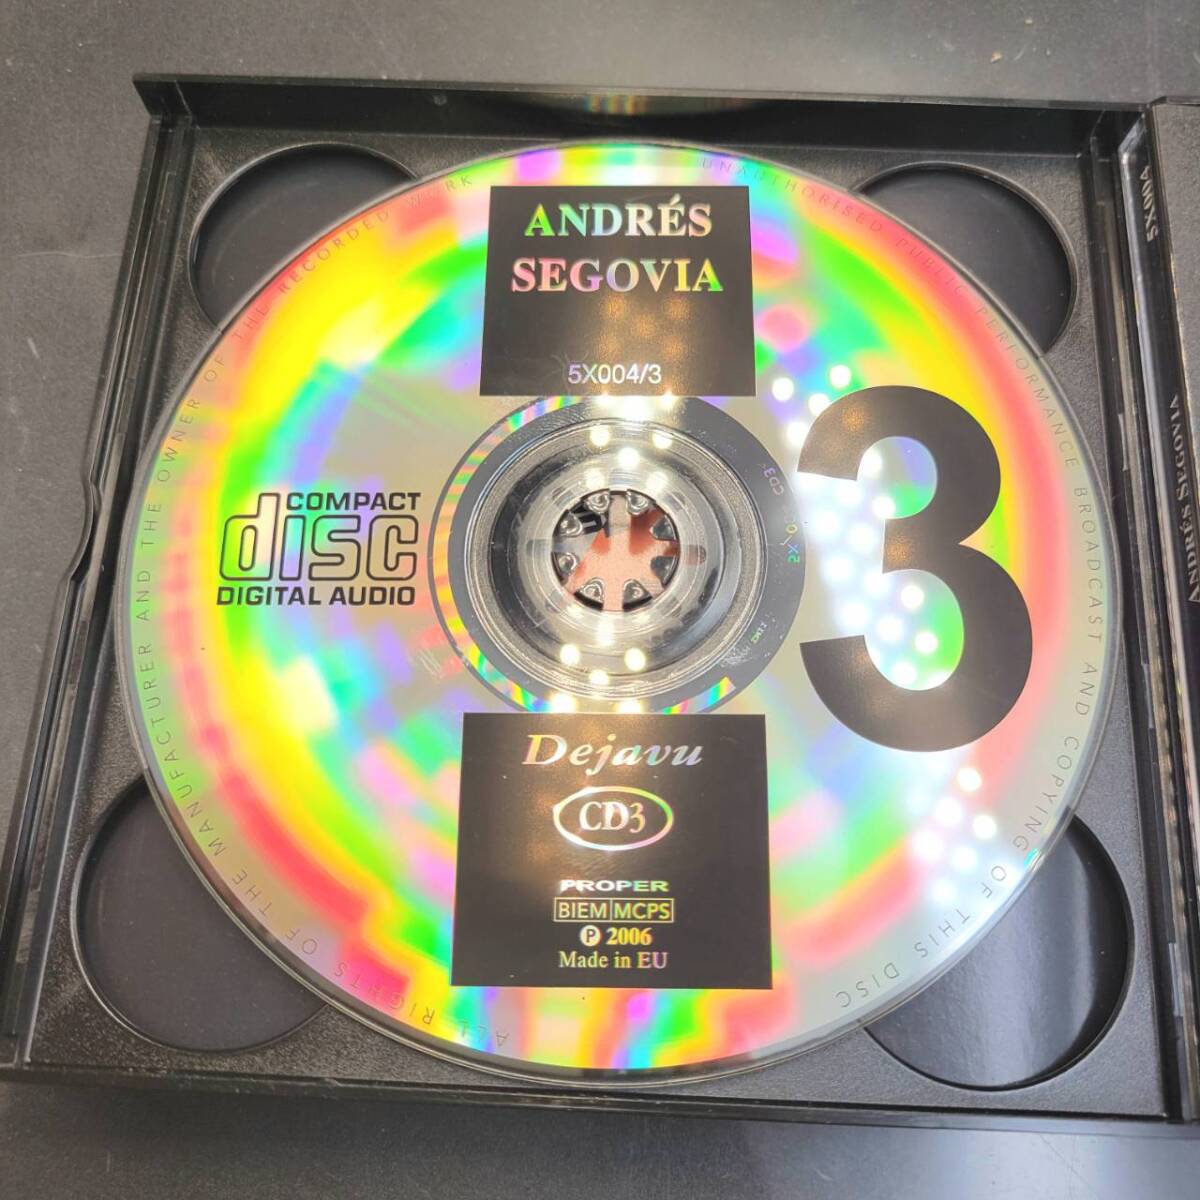 ANDRÉS
SEGOVIA
5X004/3
3
COMPACT
disc
DIGITAL AUDIO
Dejavu
CD3
PROPER
BIEM MCPS
Ⓟ 2006
Made in EU
ALL RIGHTS OF THE MANUFACTURER AND THE OWNER OF THE RECORDED WORK
UNAUTHORISED PUBLIC PERFORMANCE BROADCAST AND COPYING OF THIS DISC
CD3
5X004
ANDRÉS SEGOVIA